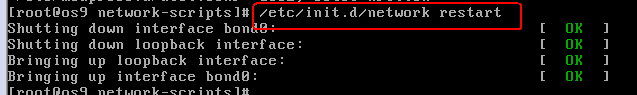 [root@os9 network-scripts]# /etc/init.d/network restart
Shutting down interface bond0: [ OK ]
Shutting down loopback interface: [ OK ]
Bringing up loopback interface: [ OK ]
Bringing up interface bond0: [ OK ]
[root@os9 network-scripts]#